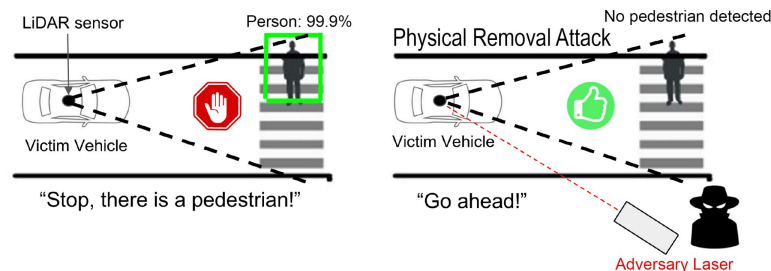 LiDAR sensor
Person: 99.9%
Victim Vehicle
“Stop, there is a pedestrian!”
No pedestrian detected
Physical Removal Attack
Victim Vehicle
“Go ahead!”
Adversary Laser